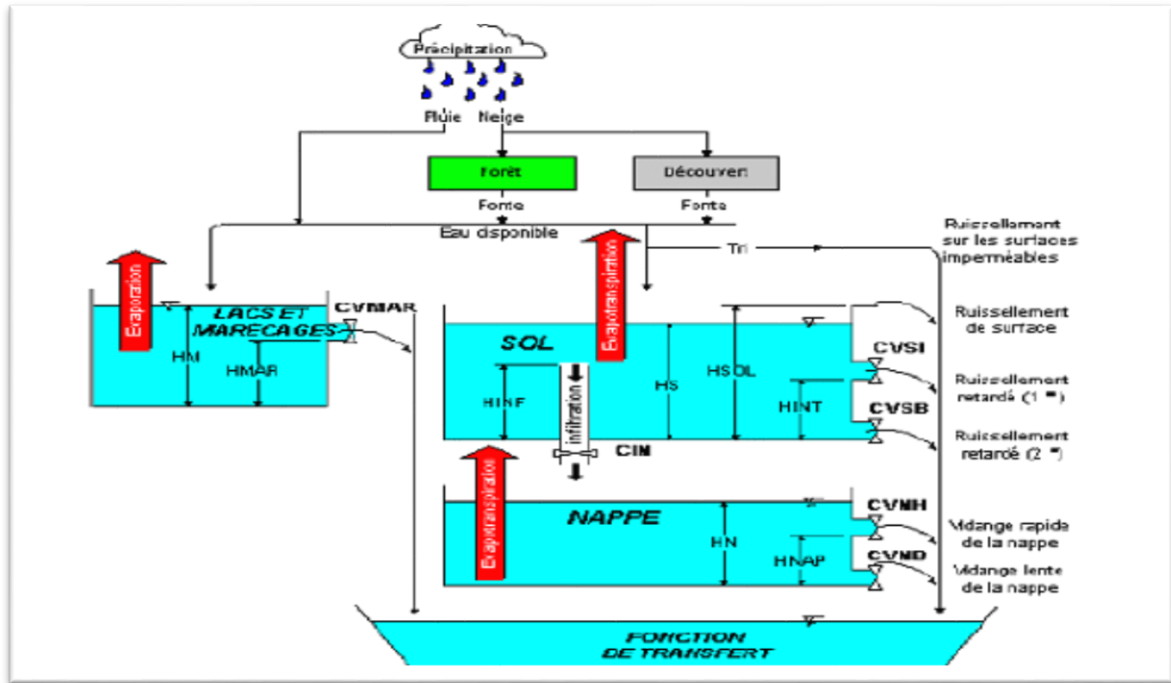 Précipitation
Pluie Neige
Forêt
Découvert
Fonte
Fonte
Eau disponible
Tri
Ruissellement
sur les surfaces
imperméables
Evaporation
Evapotranspiration
LACS ET
MARECAGES
CVMAR
HM
HMAR
SOL
Ruissellement
de surface
CVSI
HS
HSOL
HINF
infiltration
HINT
Ruissellement
retardé (1
CVSB
Ruissellement
retardé (2
CIN
Evapotranspiration
NAPPE
CVNH
HN
HNAP
Vidange rapide
de la nappe
CVNB
Vidange lente
de la nappe
FONCTION
DE TRANSFERT